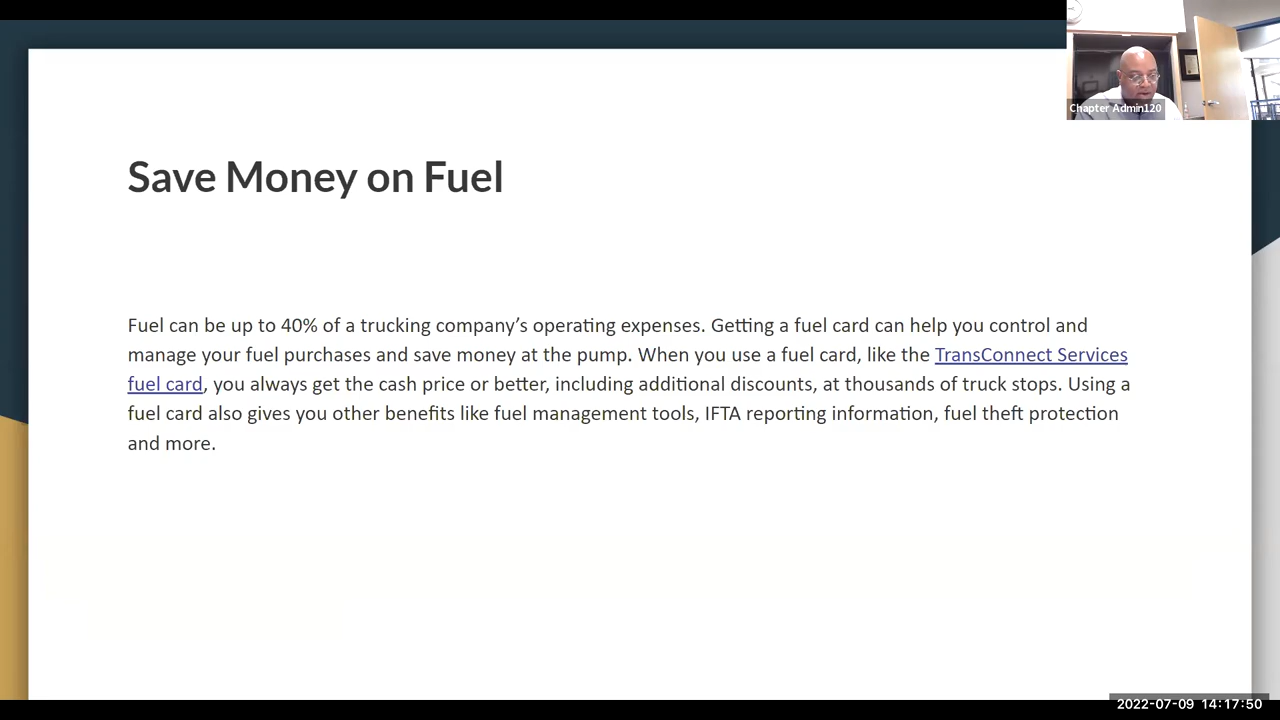 Chapter Admin120
Save Money on Fuel
Fuel can be up to 40% of a trucking company’s operating expenses. Getting a fuel card can help you control and
manage your fuel purchases and save money at the pump. When you use a fuel card, like the TransConnect Services
fuel card, you always get the cash price or better, including additional discounts, at thousands of truck stops. Using a
fuel card also gives you other benefits like fuel management tools, IFTA reporting information, fuel theft protection
and more.
2022-07-09 14:17:50